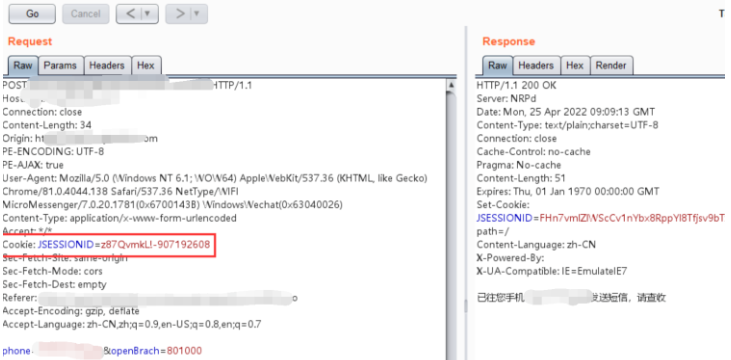 Go
Cancel
< | ▼
> | ▼
T
Request
Raw
Params
Headers
Hex
POST HTTP/1.1
Host:
Connection: close
Content-Length: 34
Origin: ht om
PE-ENCODING: UTF-8
PE-AJAX: true
User-Agent: Mozilla/5.0 (Windows NT 6.1; WOW64) AppleWebKit/537.36 (KHTML, like Gecko)
Chrome/81.0.4044.138 Safari/537.36 NetType/WIFI
MicroMessenger/7.0.20.1781(0x6700143B) WindowsWechat(0x63040026)
Content-Type: application/x-www-form-urlencoded
Accept: */*
Cookie: JSESSIONID=z87QvmkL!-907192608
Sec-Fetch-Site: same-origin
Sec-Fetch-Mode: cors
Sec-Fetch-Dest: empty
Referer: o
Accept-Encoding: gzip, deflate
Accept-Language: zh-CN,zh;q=0.9,en-US;q=0.8,en;q=0.7
phone &openBrach=801000
Response
Raw
Headers
Hex
Render
HTTP/1.1 200 OK
Server: NRPd
Date: Mon, 25 Apr 2022 09:09:13 GMT
Content-Type: text/plain;charset=UTF-8
Connection: close
Cache-Control: no-cache
Pragma: No-cache
Content-Length: 51
Expires: Thu, 01 Jan 1970 00:00:00 GMT
Set-Cookie:
JSESSIONID=FHn7vmlZIWScCv1nYbx8RppYl8Tfjsv9bT
path=/
Content-Language: zh-CN
X-Powered-By:
X-UA-Compatible: IE=EmulateIE7
已往您手机 发送短信，请查收